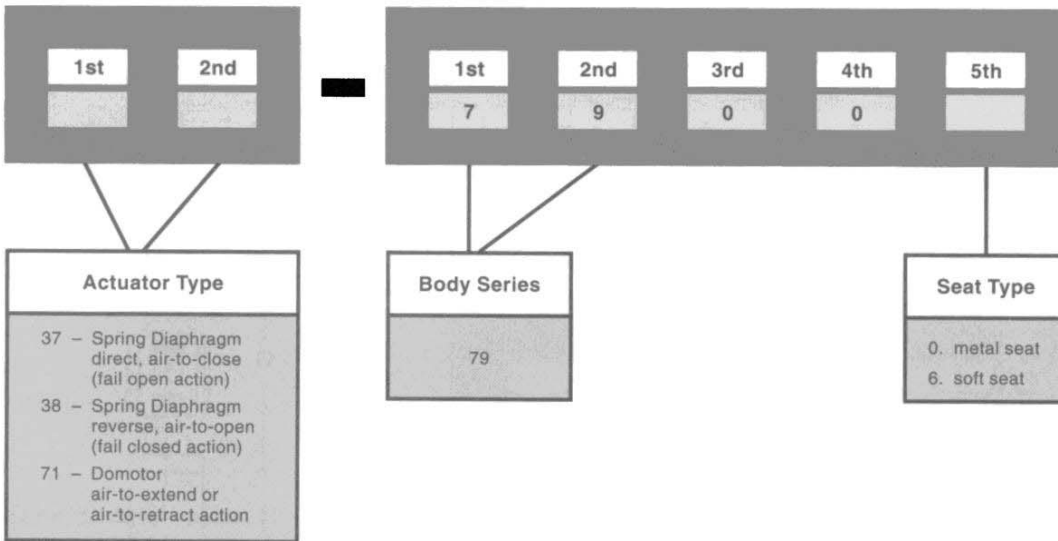 1st 2nd
1st 2nd 3rd 4th 5th
7 9 0 0
Actuator Type
37 – Spring Diaphragm
direct, air-to-close
(fail open action)
38 – Spring Diaphragm
reverse, air-to-open
(fail closed action)
71 – Domotor
air-to-extend or
air-to-retract action
Body Series
79
Seat Type
0. metal seat
6. soft seat